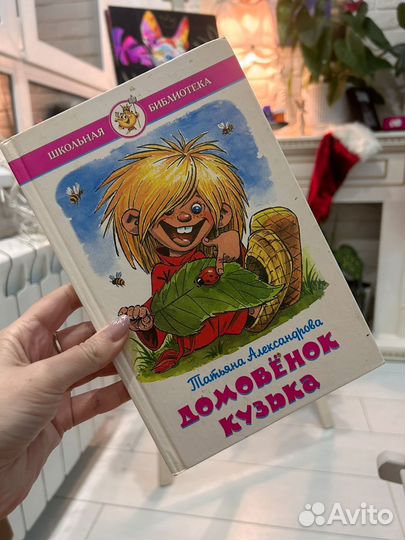 ШКОЛЬНАЯ БИБЛИОТЕКА
Татьяна Александрова
ДОМОВЁНОК
КУЗЬКА
Avito